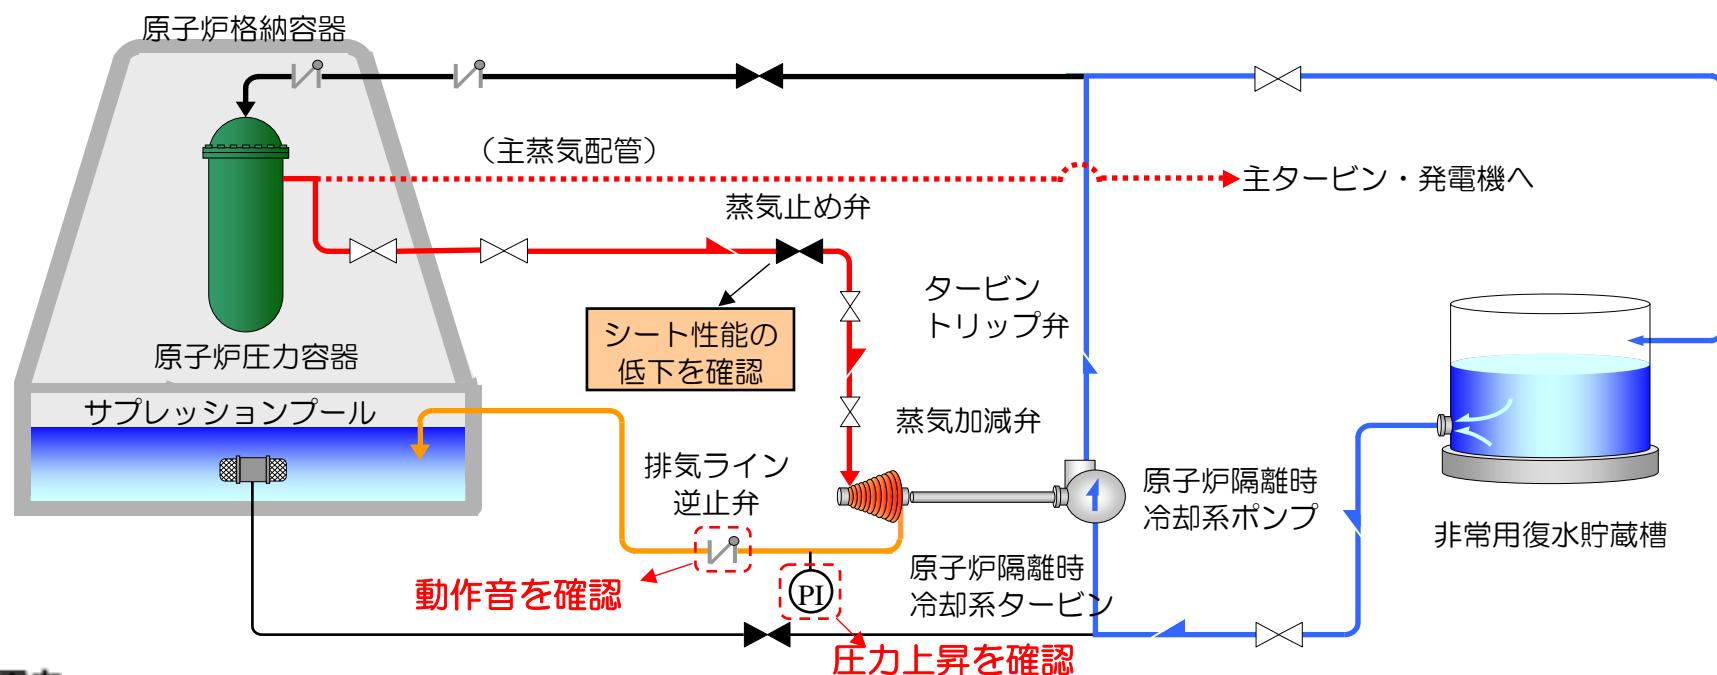 原子炉格納容器
（主蒸気配管）
主タービン・発電機へ
蒸気止め弁
タービン
トリップ弁
シート性能の
低下を確認
原子炉圧力容器
サプレッションプール
蒸気加減弁
排気ライン
逆止弁
原子炉隔離時
冷却系ポンプ
非常用復水貯蔵槽
動作音を確認
PI
原子炉隔離時
冷却系タービン
圧力上昇を確認